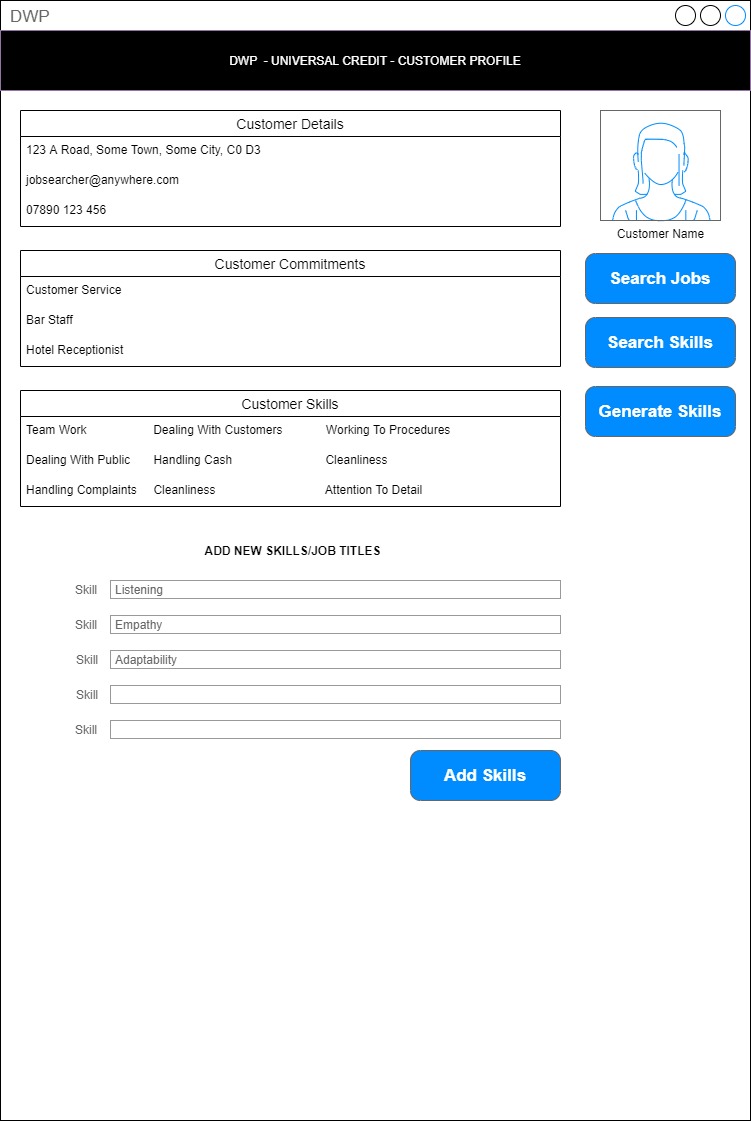 DWP
DWP - UNIVERSAL CREDIT - CUSTOMER PROFILE
Customer Details
123 A Road, Some Town, Some City, C0 D3
jobsearcher@anywhere.com
07890 123 456
Customer Name
Search Jobs
Search Skills
Generate Skills
Customer Commitments
Customer Service
Bar Staff
Hotel Receptionist
Customer Skills
Team Work Dealing With Customers Working To Procedures
Dealing With Public Handling Cash Cleanliness
Handling Complaints Cleanliness Attention To Detail
ADD NEW SKILLS/JOB TITLES
Skill Listening
Skill Empathy
Skill Adaptability
Skill
Skill
Add Skills